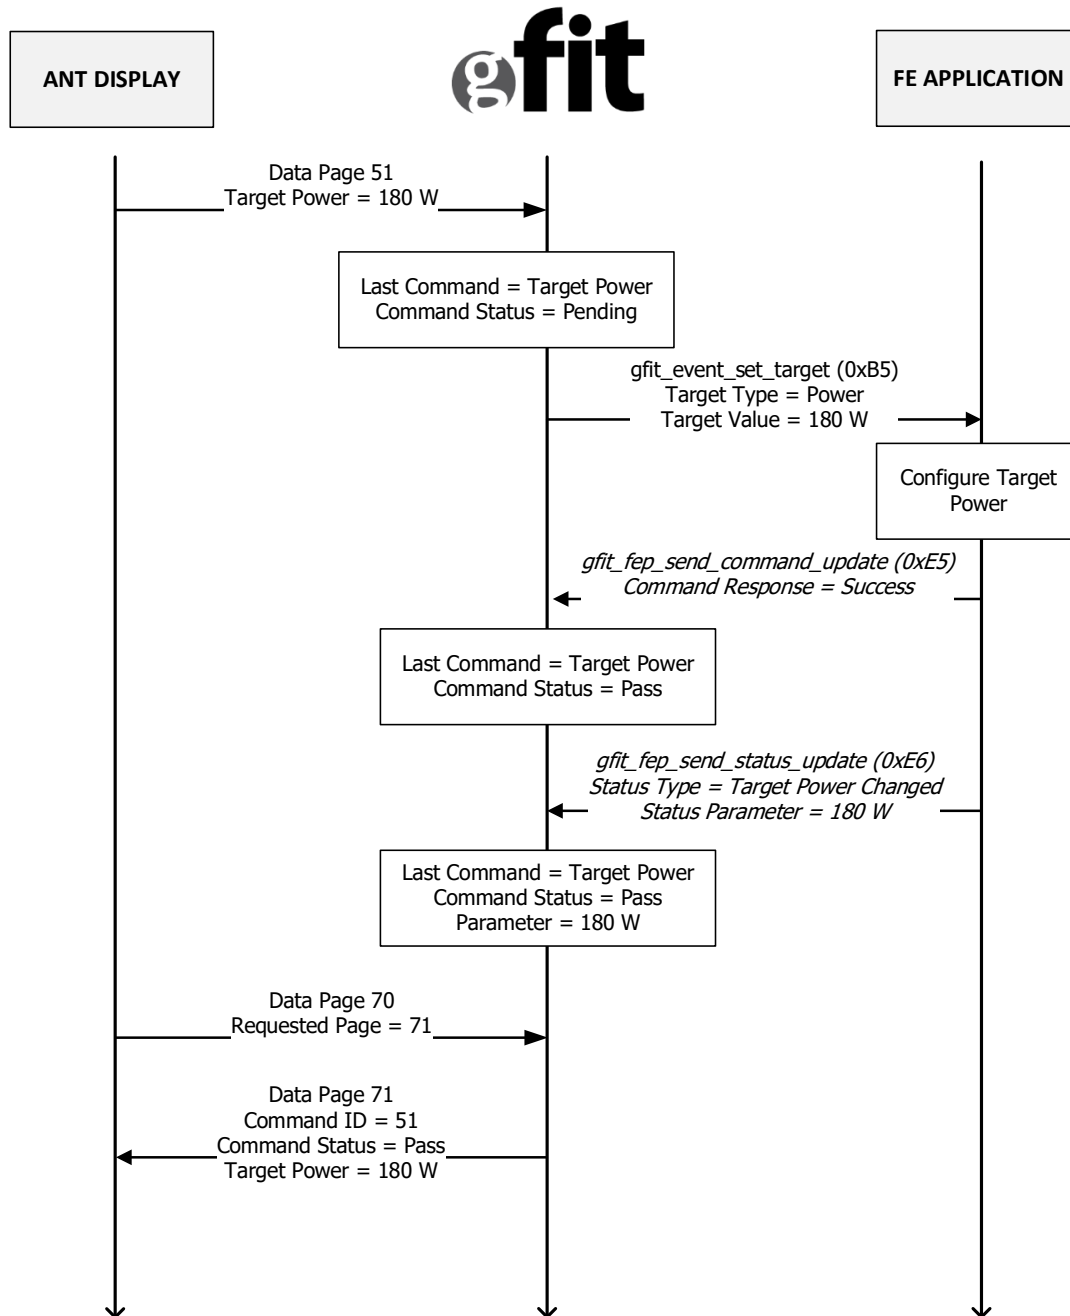 ANT DISPLAY
gfit
FE APPLICATION
Data Page 51
Target Power = 180 W
Last Command = Target Power
Command Status = Pending
gfit_event_set_target (0xB5)
Target Type = Power
Target Value = 180 W
Configure Target
Power
gfit_fep_send_command_update (0xE5)
Command Response = Success
Last Command = Target Power
Command Status = Pass
gfit_fep_send_status_update (0xE6)
Status Type = Target Power Changed
Status Parameter = 180 W
Last Command = Target Power
Command Status = Pass
Parameter = 180 W
Data Page 70
Requested Page = 71
Data Page 71
Command ID = 51
Command Status = Pass
Target Power = 180 W